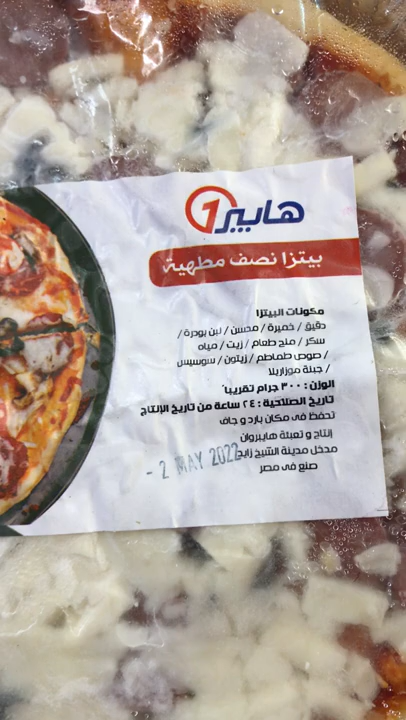 هايبر1
بيتزا نصف مطهية
مكونات البيتزا
دقيق / خميرة / محسن / لبن بودرة /
سكر / ملح طعام / زيت / مياه
/ صوص طماطم / زيتون / سوسيس
/ جبنة موزاريلا
الوزن : ٣٠٠ جرام تقريباً
تاريخ الصلاحية : ٢٤ ساعة من تاريخ الإنتاج
تحفظ فى مكان بارد و جاف
إنتاج و تعبئة هايبروان
مدخل مدينة الشيخ زايد
- 2 MAY 2022
صنع فى مصر